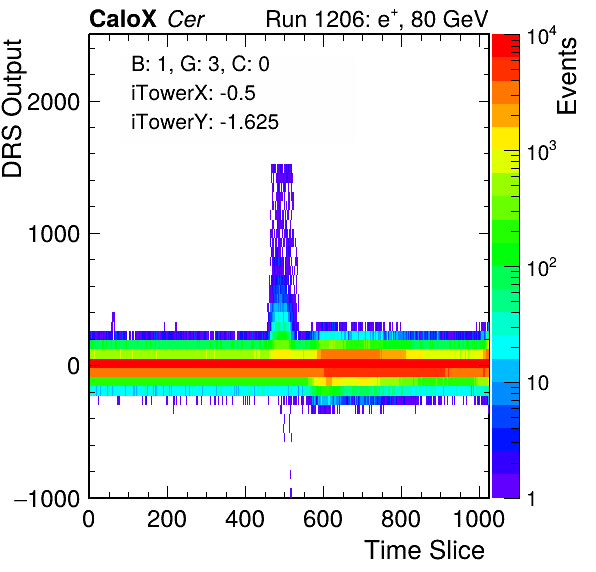 CaloX Cer
Run 1206: e+, 80 GeV
B: 1, G: 3, C: 0
iTowerX: -0.5
iTowerY: -1.625
DRS Output
2000
1000
0
−1000
0 200 400 600 800 1000
Time Slice
Events
10^4
10^3
10^2
10
1